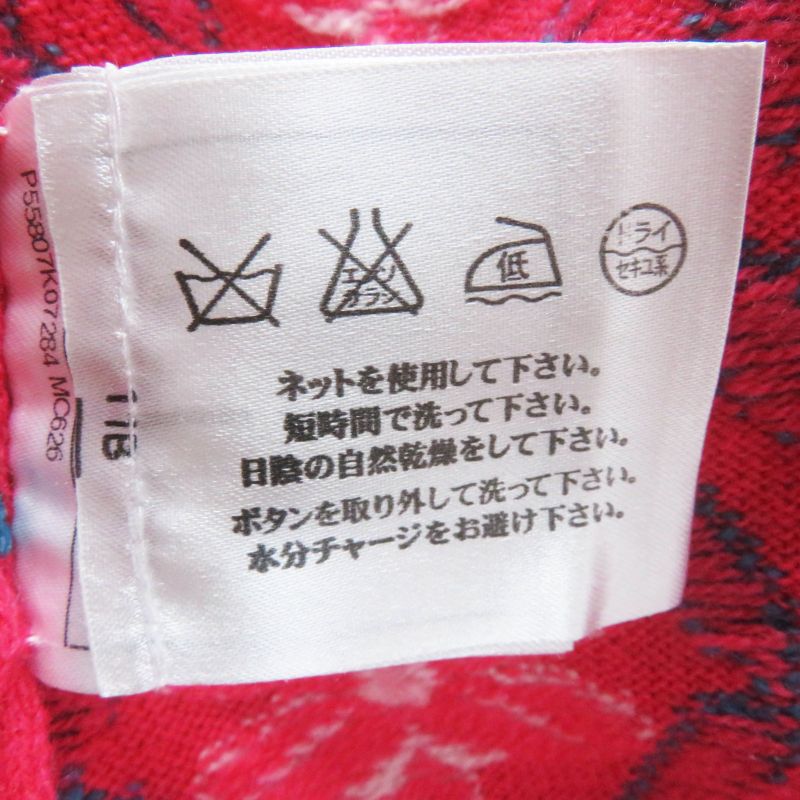 エンソ
サラシ
低
ドライ
セキユ系
ネットを使用して下さい。
短時間で洗って下さい。
日陰の自然乾燥をして下さい。
ボタンを取り外して洗って下さい。
水分チャージをお避け下さい。
P55807K07284 MC626
11B